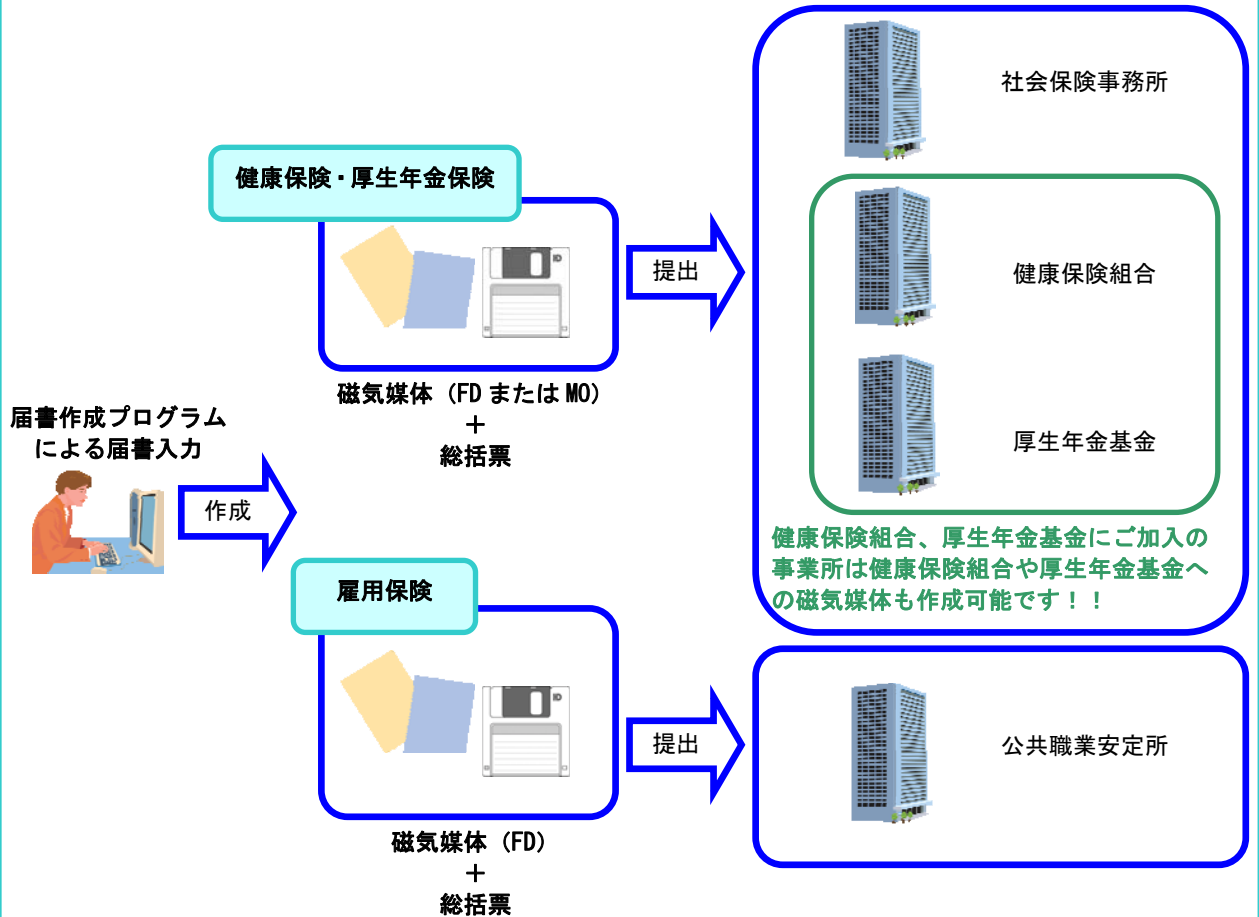 社会保険事務所
健康保険・厚生年金保険
提出
健康保険組合
磁気媒体（FD または MO）
＋
総括票
厚生年金基金
届書作成プログラム
による届書入力
作成
健康保険組合、厚生年金基金にご加入の
事業所は健康保険組合や厚生年金基金へ
の磁気媒体も作成可能です！！
雇用保険
提出
公共職業安定所
磁気媒体（FD）
＋
総括票